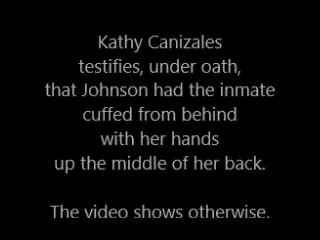 Kathy Canizales
testifies, under oath,
that Johnson had the inmate
cuffed from behind
with her hands
up the middle of her back.
The video shows otherwise.